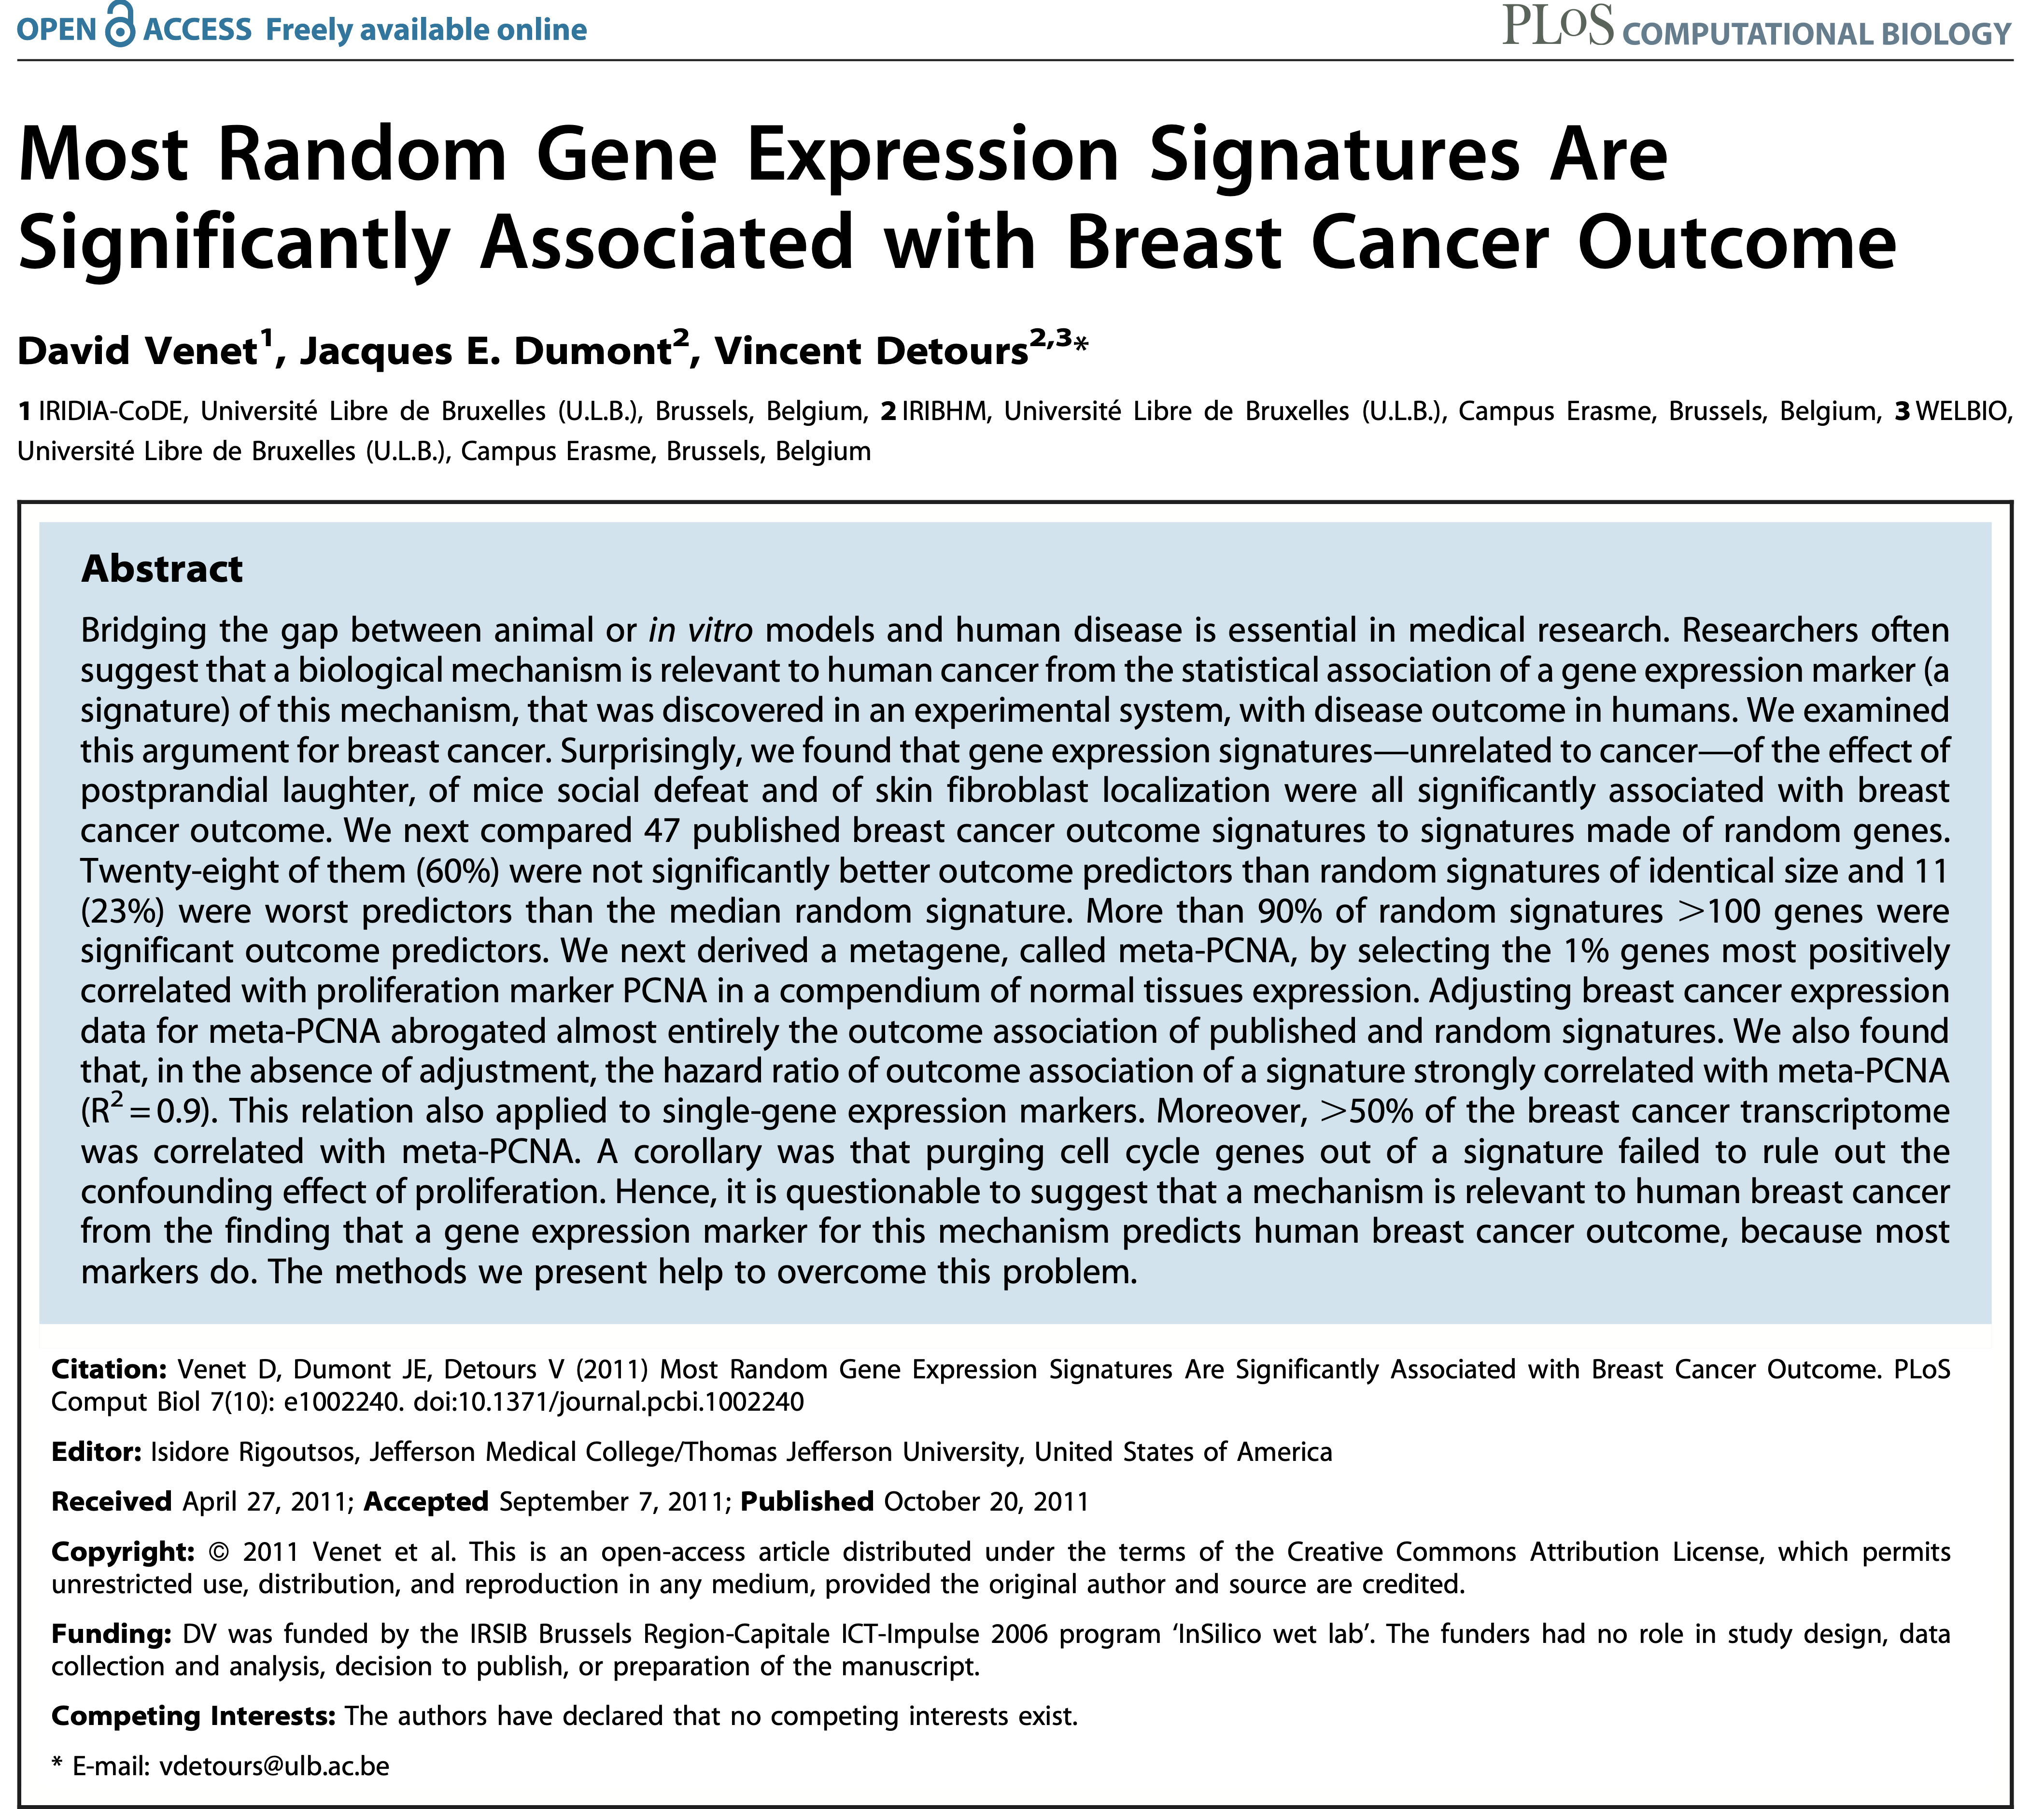 OPEN ACCESS Freely available online
PLoS COMPUTATIONAL BIOLOGY
Most Random Gene Expression Signatures Are
Significantly Associated with Breast Cancer Outcome
David Venet1, Jacques E. Dumont2, Vincent Detours2,3*
1 IRIDIA-CoDE, Université Libre de Bruxelles (U.L.B.), Brussels, Belgium, 2 IRIBHM, Université Libre de Bruxelles (U.L.B.), Campus Erasme, Brussels, Belgium, 3 WELBIO,
Université Libre de Bruxelles (U.L.B.), Campus Erasme, Brussels, Belgium
Abstract
Bridging the gap between animal or in vitro models and human disease is essential in medical research. Researchers often
suggest that a biological mechanism is relevant to human cancer from the statistical association of a gene expression marker (a
signature) of this mechanism, that was discovered in an experimental system, with disease outcome in humans. We examined
this argument for breast cancer. Surprisingly, we found that gene expression signatures—unrelated to cancer—of the effect of
postprandial laughter, of mice social defeat and of skin fibroblast localization were all significantly associated with breast
cancer outcome. We next compared 47 published breast cancer outcome signatures to signatures made of random genes.
Twenty-eight of them (60%) were not significantly better outcome predictors than random signatures of identical size and 11
(23%) were worst predictors than the median random signature. More than 90% of random signatures >100 genes were
significant outcome predictors. We next derived a metagene, called meta-PCNA, by selecting the 1% genes most positively
correlated with proliferation marker PCNA in a compendium of normal tissues expression. Adjusting breast cancer expression
data for meta-PCNA abrogated almost entirely the outcome association of published and random signatures. We also found
that, in the absence of adjustment, the hazard ratio of outcome association of a signature strongly correlated with meta-PCNA
(R2 = 0.9). This relation also applied to single-gene expression markers. Moreover, >50% of the breast cancer transcriptome
was correlated with meta-PCNA. A corollary was that purging cell cycle genes out of a signature failed to rule out the
confounding effect of proliferation. Hence, it is questionable to suggest that a mechanism is relevant to human breast cancer
from the finding that a gene expression marker for this mechanism predicts human breast cancer outcome, because most
markers do. The methods we present help to overcome this problem.
Citation: Venet D, Dumont JE, Detours V (2011) Most Random Gene Expression Signatures Are Significantly Associated with Breast Cancer Outcome. PLoS
Comput Biol 7(10): e1002240. doi:10.1371/journal.pcbi.1002240
Editor: Isidore Rigoutsos, Jefferson Medical College/Thomas Jefferson University, United States of America
Received April 27, 2011; Accepted September 7, 2011; Published October 20, 2011
Copyright: © 2011 Venet et al. This is an open-access article distributed under the terms of the Creative Commons Attribution License, which permits
unrestricted use, distribution, and reproduction in any medium, provided the original author and source are credited.
Funding: DV was funded by the IRSIB Brussels Region-Capitale ICT-Impulse 2006 program ‘InSilico wet lab’. The funders had no role in study design, data
collection and analysis, decision to publish, or preparation of the manuscript.
Competing Interests: The authors have declared that no competing interests exist.
* E-mail: vdetours@ulb.ac.be